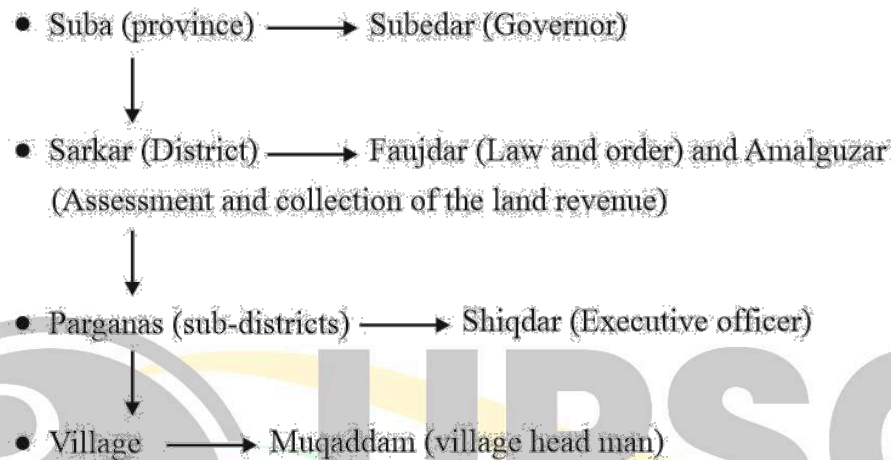 • Suba (province) → Subedar (Governor)
↓
• Sarkar (District) → Faujdar (Law and order) and Amalguzar
(Assessment and collection of the land revenue)
↓
• Parganas (sub-districts) → Shiqdar (Executive officer)
↓
• Village → Muqaddam (village head man)
UPSC